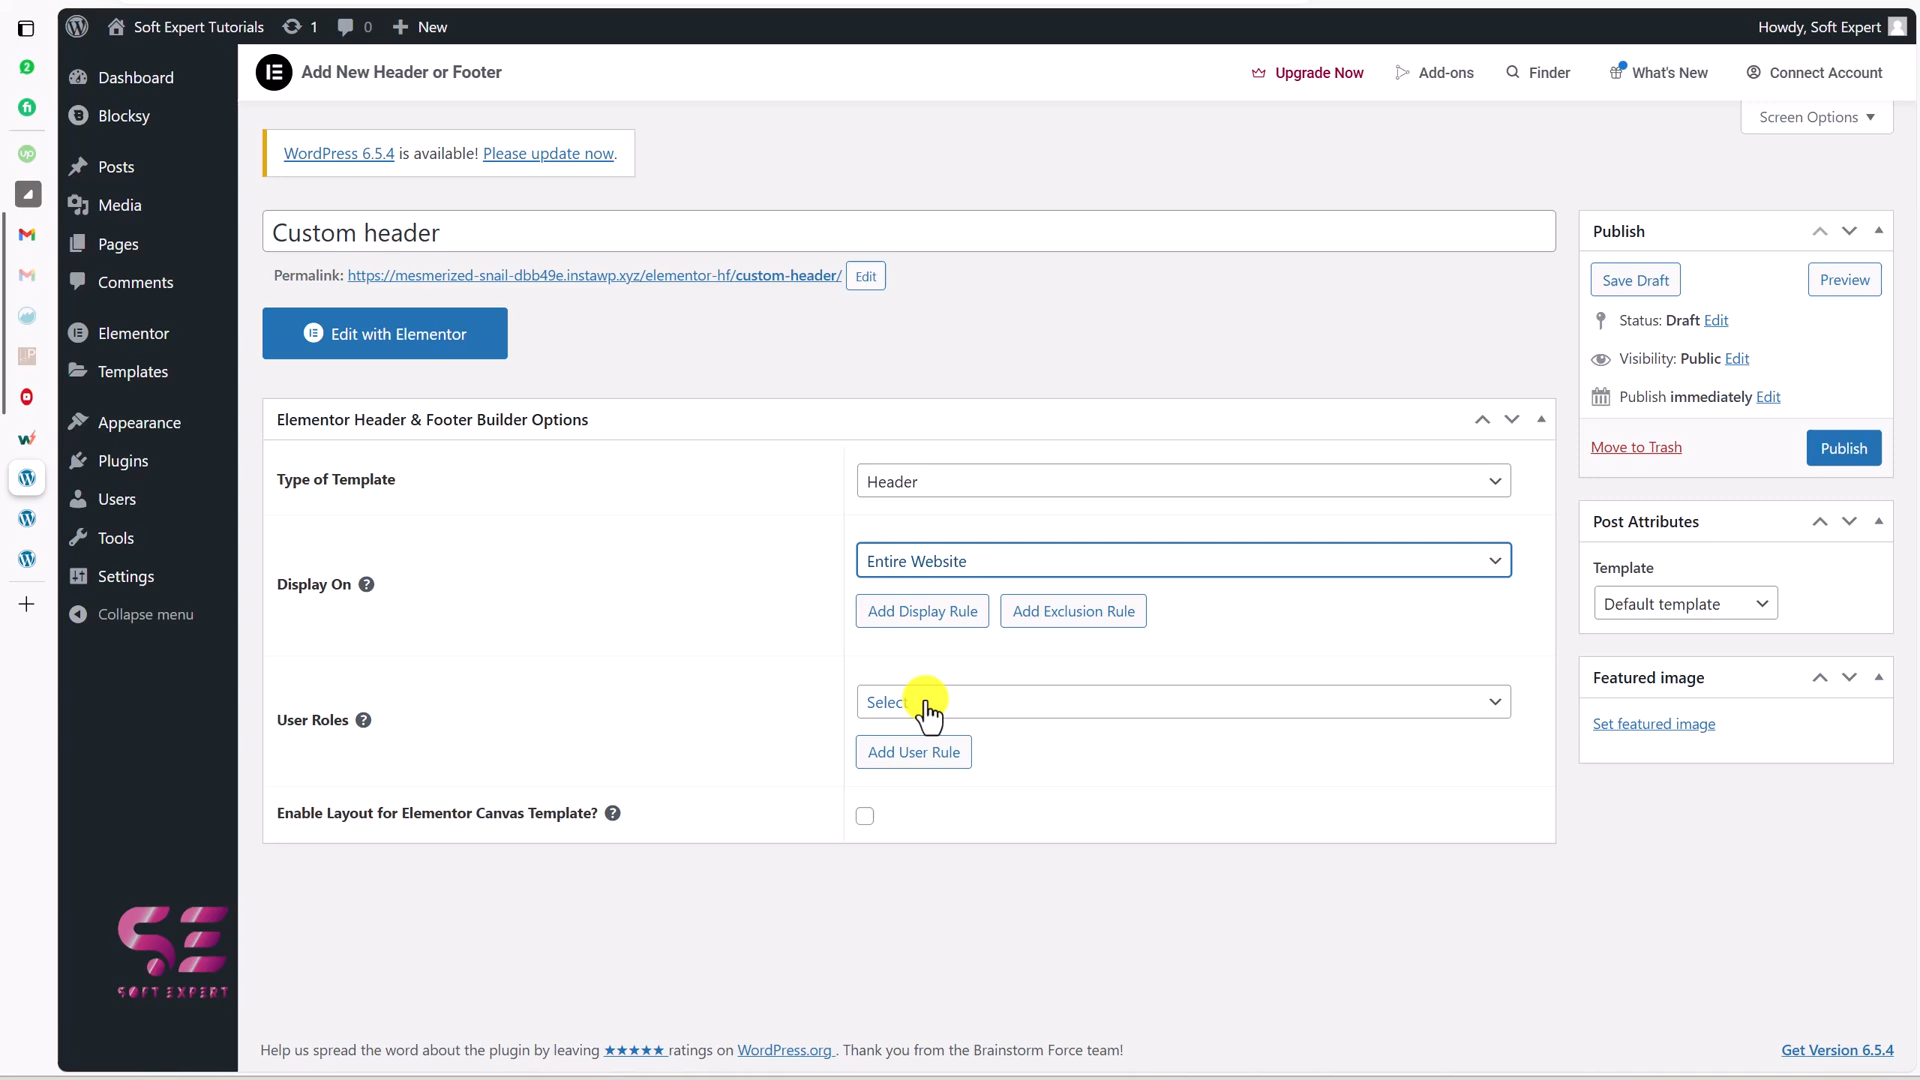 Soft Expert Tutorials 1 0 New Howdy, Soft Expert
Dashboard
Blocksy
Posts
Media
Pages
Comments
Elementor
Templates
Appearance
Plugins
Users
Tools
Settings
Collapse menu
SOFT EXPERT
Add New Header or Footer
Upgrade Now Add-ons Finder What's New Connect Account
Screen Options
WordPress 6.5.4 is available! Please update now.
Custom header
Permalink: https://mesmerized-snail-dbb49e.instawp.xyz/elementor-hf/custom-header/ Edit
Edit with Elementor
Elementor Header & Footer Builder Options
Type of Template Header
Display On ? Entire Website
Add Display Rule Add Exclusion Rule
User Roles ? Select
Add User Rule
Enable Layout for Elementor Canvas Template? ?
Publish
Save Draft Preview
Status: Draft Edit
Visibility: Public Edit
Publish immediately Edit
Move to Trash Publish
Post Attributes
Template
Default template
Featured image
Set featured image
Help us spread the word about the plugin by leaving ★★★★★ ratings on WordPress.org . Thank you from the Brainstorm Force team! Get Version 6.5.4